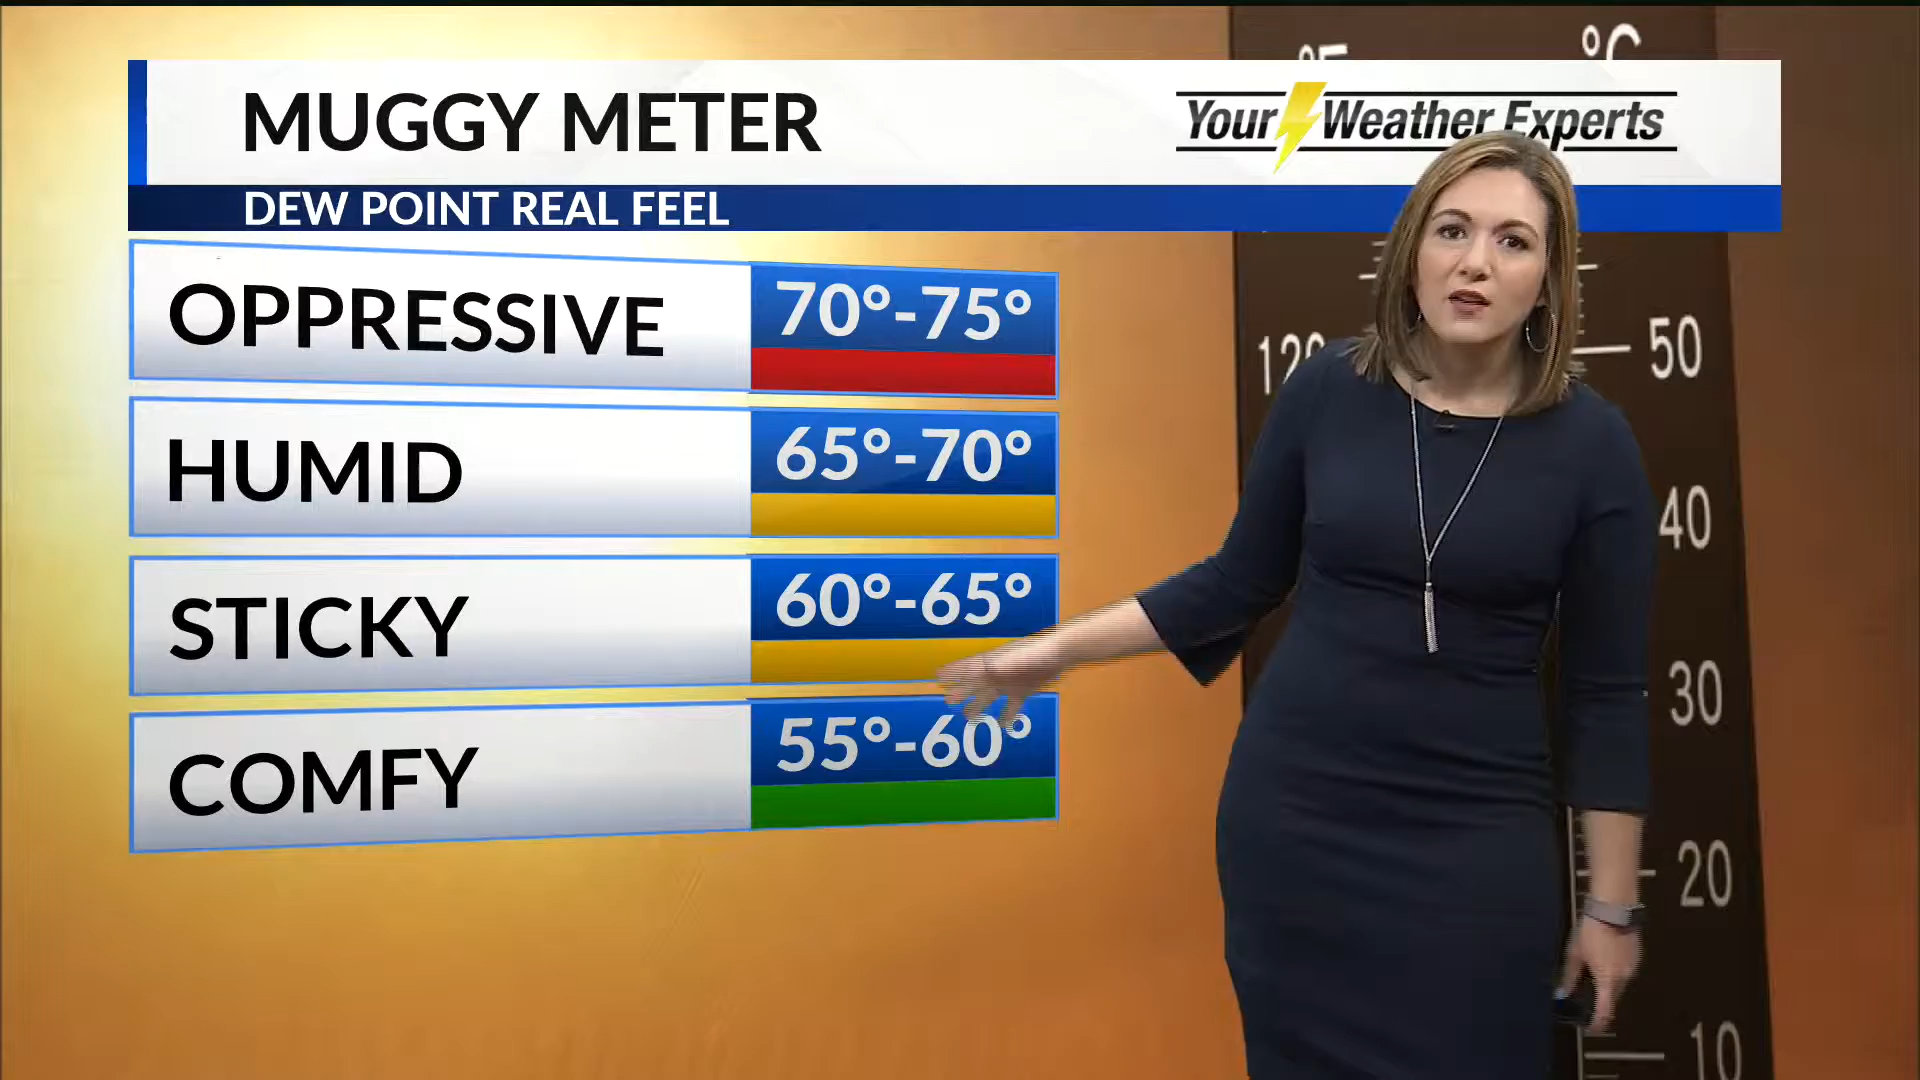 °F °C
MUGGY METER
Your Weather Experts
DEW POINT REAL FEEL
OPPRESSIVE 70°-75°
HUMID 65°-70°
STICKY 60°-65°
COMFY 55°-60°
120
50
40
30
20
10